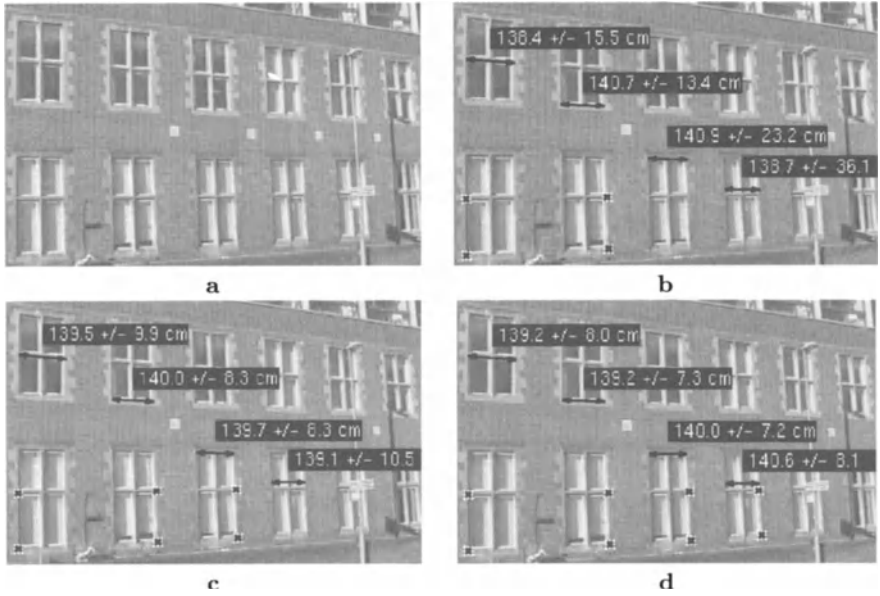 138.4 +/- 15.5 cm
140.7 +/- 13.4 cm
140.9 +/- 23.2 cm
138.7 +/- 36.1
a
b
139.5 +/- 9.9 cm
140.0 +/- 8.3 cm
139.7 +/- 8.3 cm
139.1 +/- 10.5
139.2 +/- 8.0 cm
139.2 +/- 7.3 cm
140.0 +/- 7.2 cm
140.6 +/- 8.1
c
d